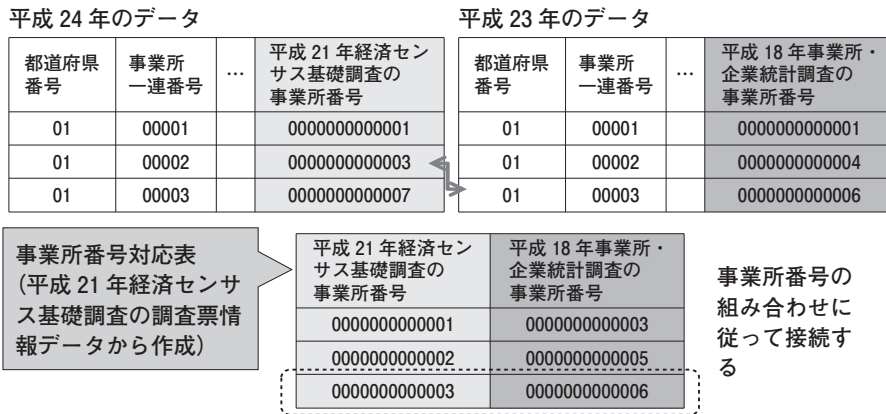 平成 24 年のデータ
都道府県
番号
事業所
一連番号
…
平成 21 年経済セン
サス基礎調査の
事業所番号
01 00001 0000000000001
01 00002 0000000000003
01 00003 0000000000007
平成 23 年のデータ
都道府県
番号
事業所
一連番号
…
平成 18 年事業所・
企業統計調査の
事業所番号
01 00001 0000000000001
01 00002 0000000000004
01 00003 0000000000006
事業所番号対応表
(平成 21 年経済センサ
ス基礎調査の調査票情
報データから作成)
平成 21 年経済セン
サス基礎調査の
事業所番号
平成 18 年事業所・
企業統計調査の
事業所番号
0000000000001 0000000000003
0000000000002 0000000000005
0000000000003 0000000000006
事業所番号の
組み合わせに
従って接続す
る